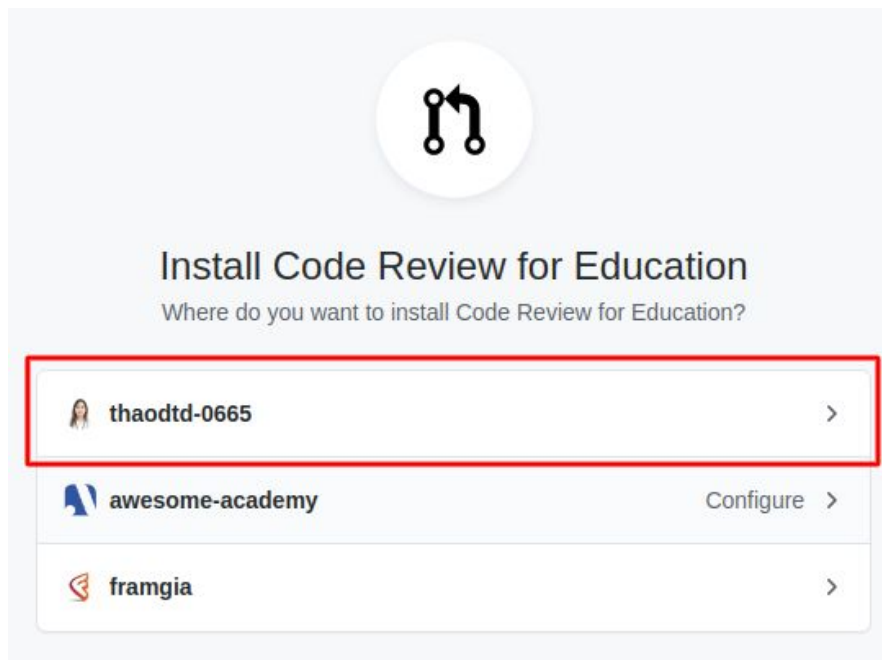 Install Code Review for Education
Where do you want to install Code Review for Education?
thaodtd-0665
awesome-academy Configure
framgia